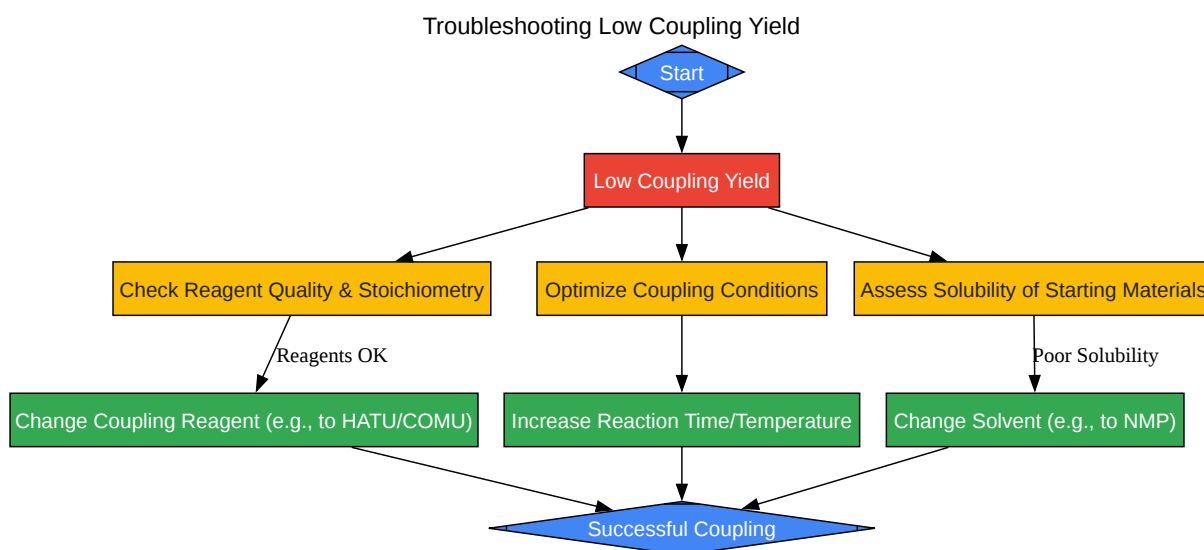 Troubleshooting Low Coupling Yield
Start
Low Coupling Yield
Check Reagent Quality & Stoichiometry
Optimize Coupling Conditions
Assess Solubility of Starting Materials
Reagents OK
Poor Solubility
Change Coupling Reagent (e.g., to HATU/COMU)
Increase Reaction Time/Temperature
Change Solvent (e.g., to NMP)
Successful Coupling